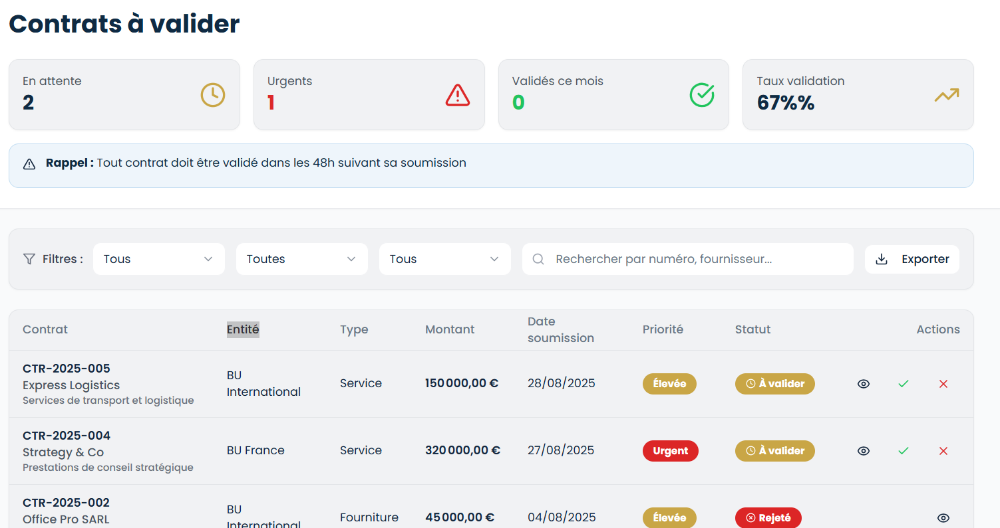 Contrats à valider
En attente
2
Urgents
1
Validés ce mois
0
Taux validation
67%%
Rappel : Tout contrat doit être validé dans les 48h suivant sa soumission
Filtres :
Tous
Toutes
Tous
Rechercher par numéro, fournisseur...
Exporter
Contrat
Entité
Type
Montant
Date
soumission
Priorité
Statut
Actions
CTR-2025-005
Express Logistics
Services de transport et logistique
BU
International
Service
150 000,00 €
28/08/2025
Élevée
À valider
CTR-2025-004
Strategy & Co
Prestations de conseil stratégique
BU France
Service
320 000,00 €
27/08/2025
Urgent
À valider
CTR-2025-002
Office Pro SARL
BU
International
Fourniture
45 000,00 €
04/08/2025
Élevée
Rejeté